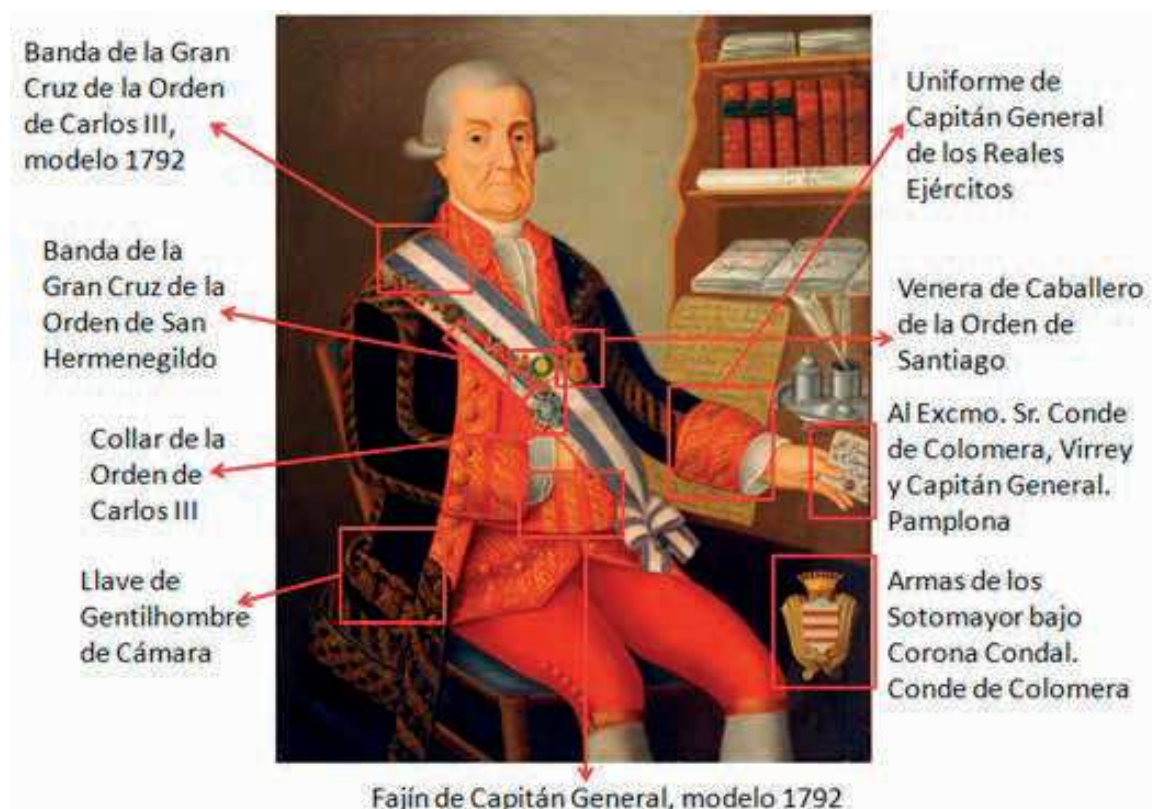 Banda de la Gran
Cruz de la Orden
de Carlos III,
modelo 1792
Banda de la
Gran Cruz de la
Orden de San
Hermenegildo
Collar de la
Orden de
Carlos III
Llave de
Gentilhombre
de Cámara
Uniforme de
Capitán General
de los Reales
Ejércitos
Venera de Caballero
de la Orden de
Santiago
Al Excmo. Sr. Conde
de Colomera, Virrey
y Capitán General.
Pamplona
Armas de los
Sotomayor bajo
Corona Condal.
Conde de Colomera
Fajín de Capitán General, modelo 1792